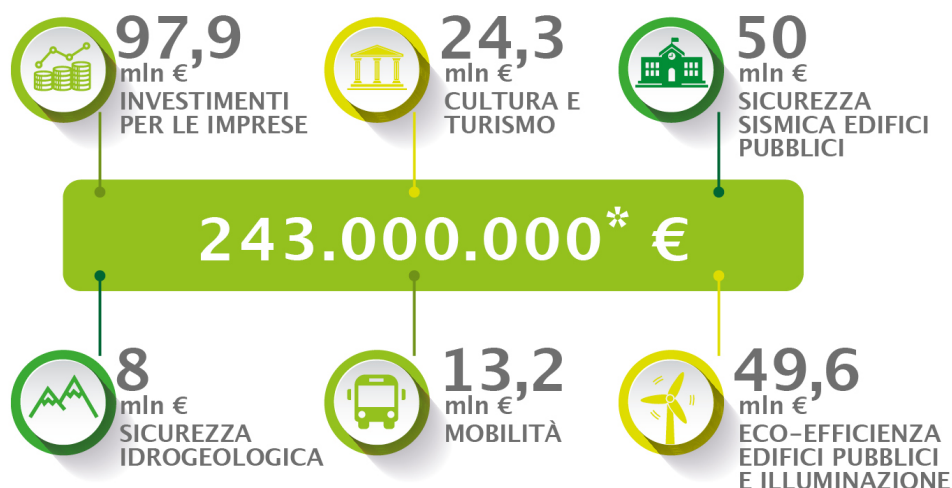 97,9
mln €
INVESTIMENTI
PER LE IMPRESE
24,3
mln €
CULTURA E
TURISMO
50
mln €
SICUREZZA
SISMICA EDIFICI
PUBBLICI
243.000.000* €
8
mln €
SICUREZZA
IDROGEOLOGICA
13,2
mln €
MOBILITÀ
49,6
mln €
ECO-EFFICIENZA
EDIFICI PUBBLICI
E ILLUMINAZIONE